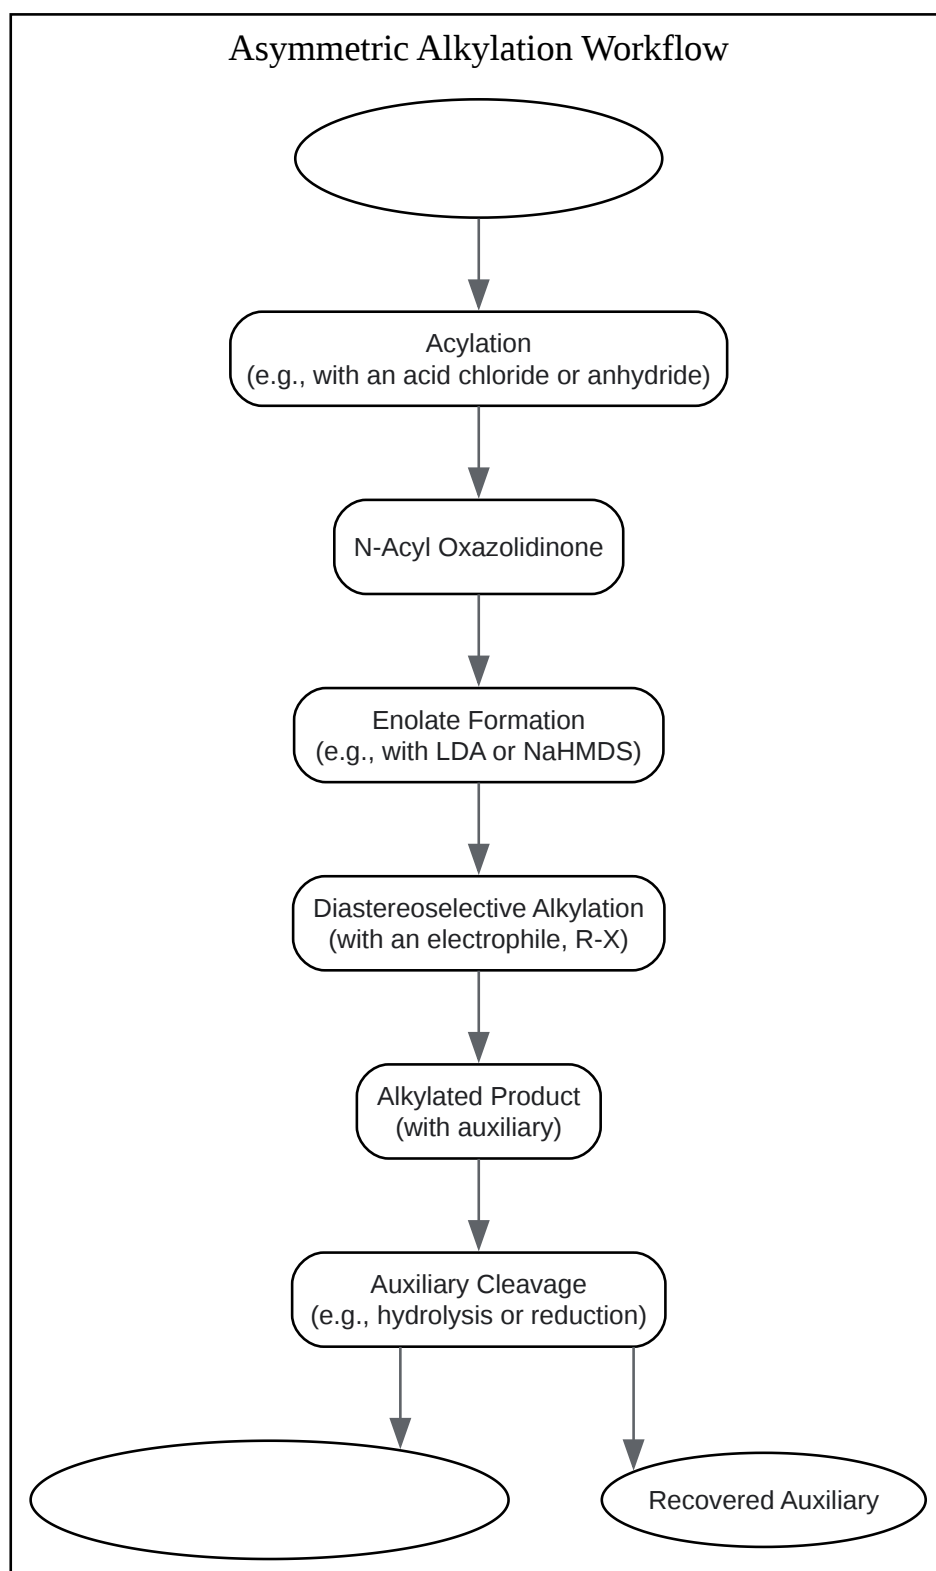 Asymmetric Alkylation Workflow
Acylation
(e.g., with an acid chloride or anhydride)
N-Acyl Oxazolidinone
Enolate Formation
(e.g., with LDA or NaHMDS)
Diastereoselective Alkylation
(with an electrophile, R-X)
Alkylated Product
(with auxiliary)
Auxiliary Cleavage
(e.g., hydrolysis or reduction)
Recovered Auxiliary